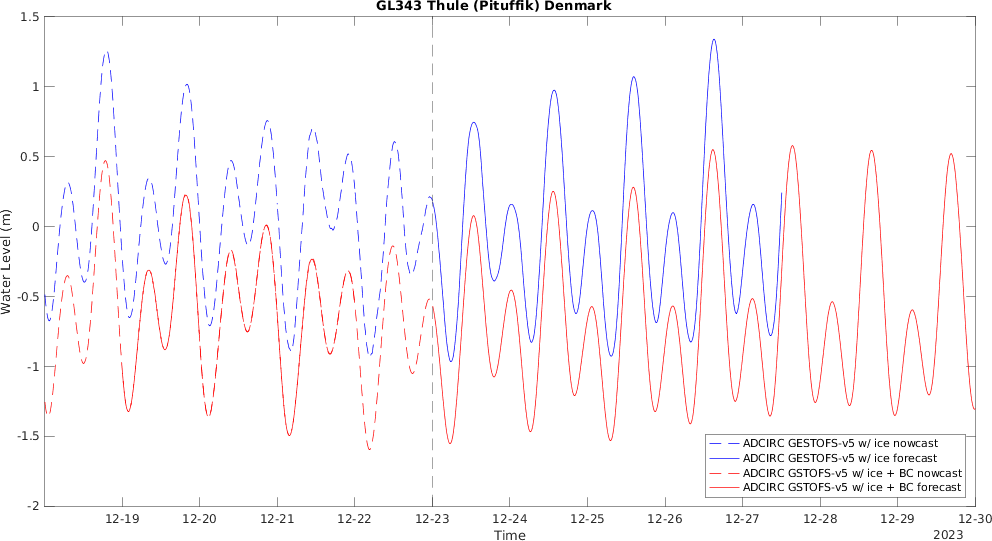 GL343 Thule (Pituffik) Denmark
1.5
1
0.5
0
-0.5
-1
-1.5
-2
Water Level (m)
12-19 12-20 12-21 12-22 12-23 12-24 12-25 12-26 12-27 12-28 12-29 12-30
Time
2023
ADCIRC GESTOFS-v5 w/ ice nowcast
ADCIRC GESTOFS-v5 w/ ice forecast
ADCIRC GSTOFS-v5 w/ ice + BC nowcast
ADCIRC GSTOFS-v5 w/ ice + BC forecast